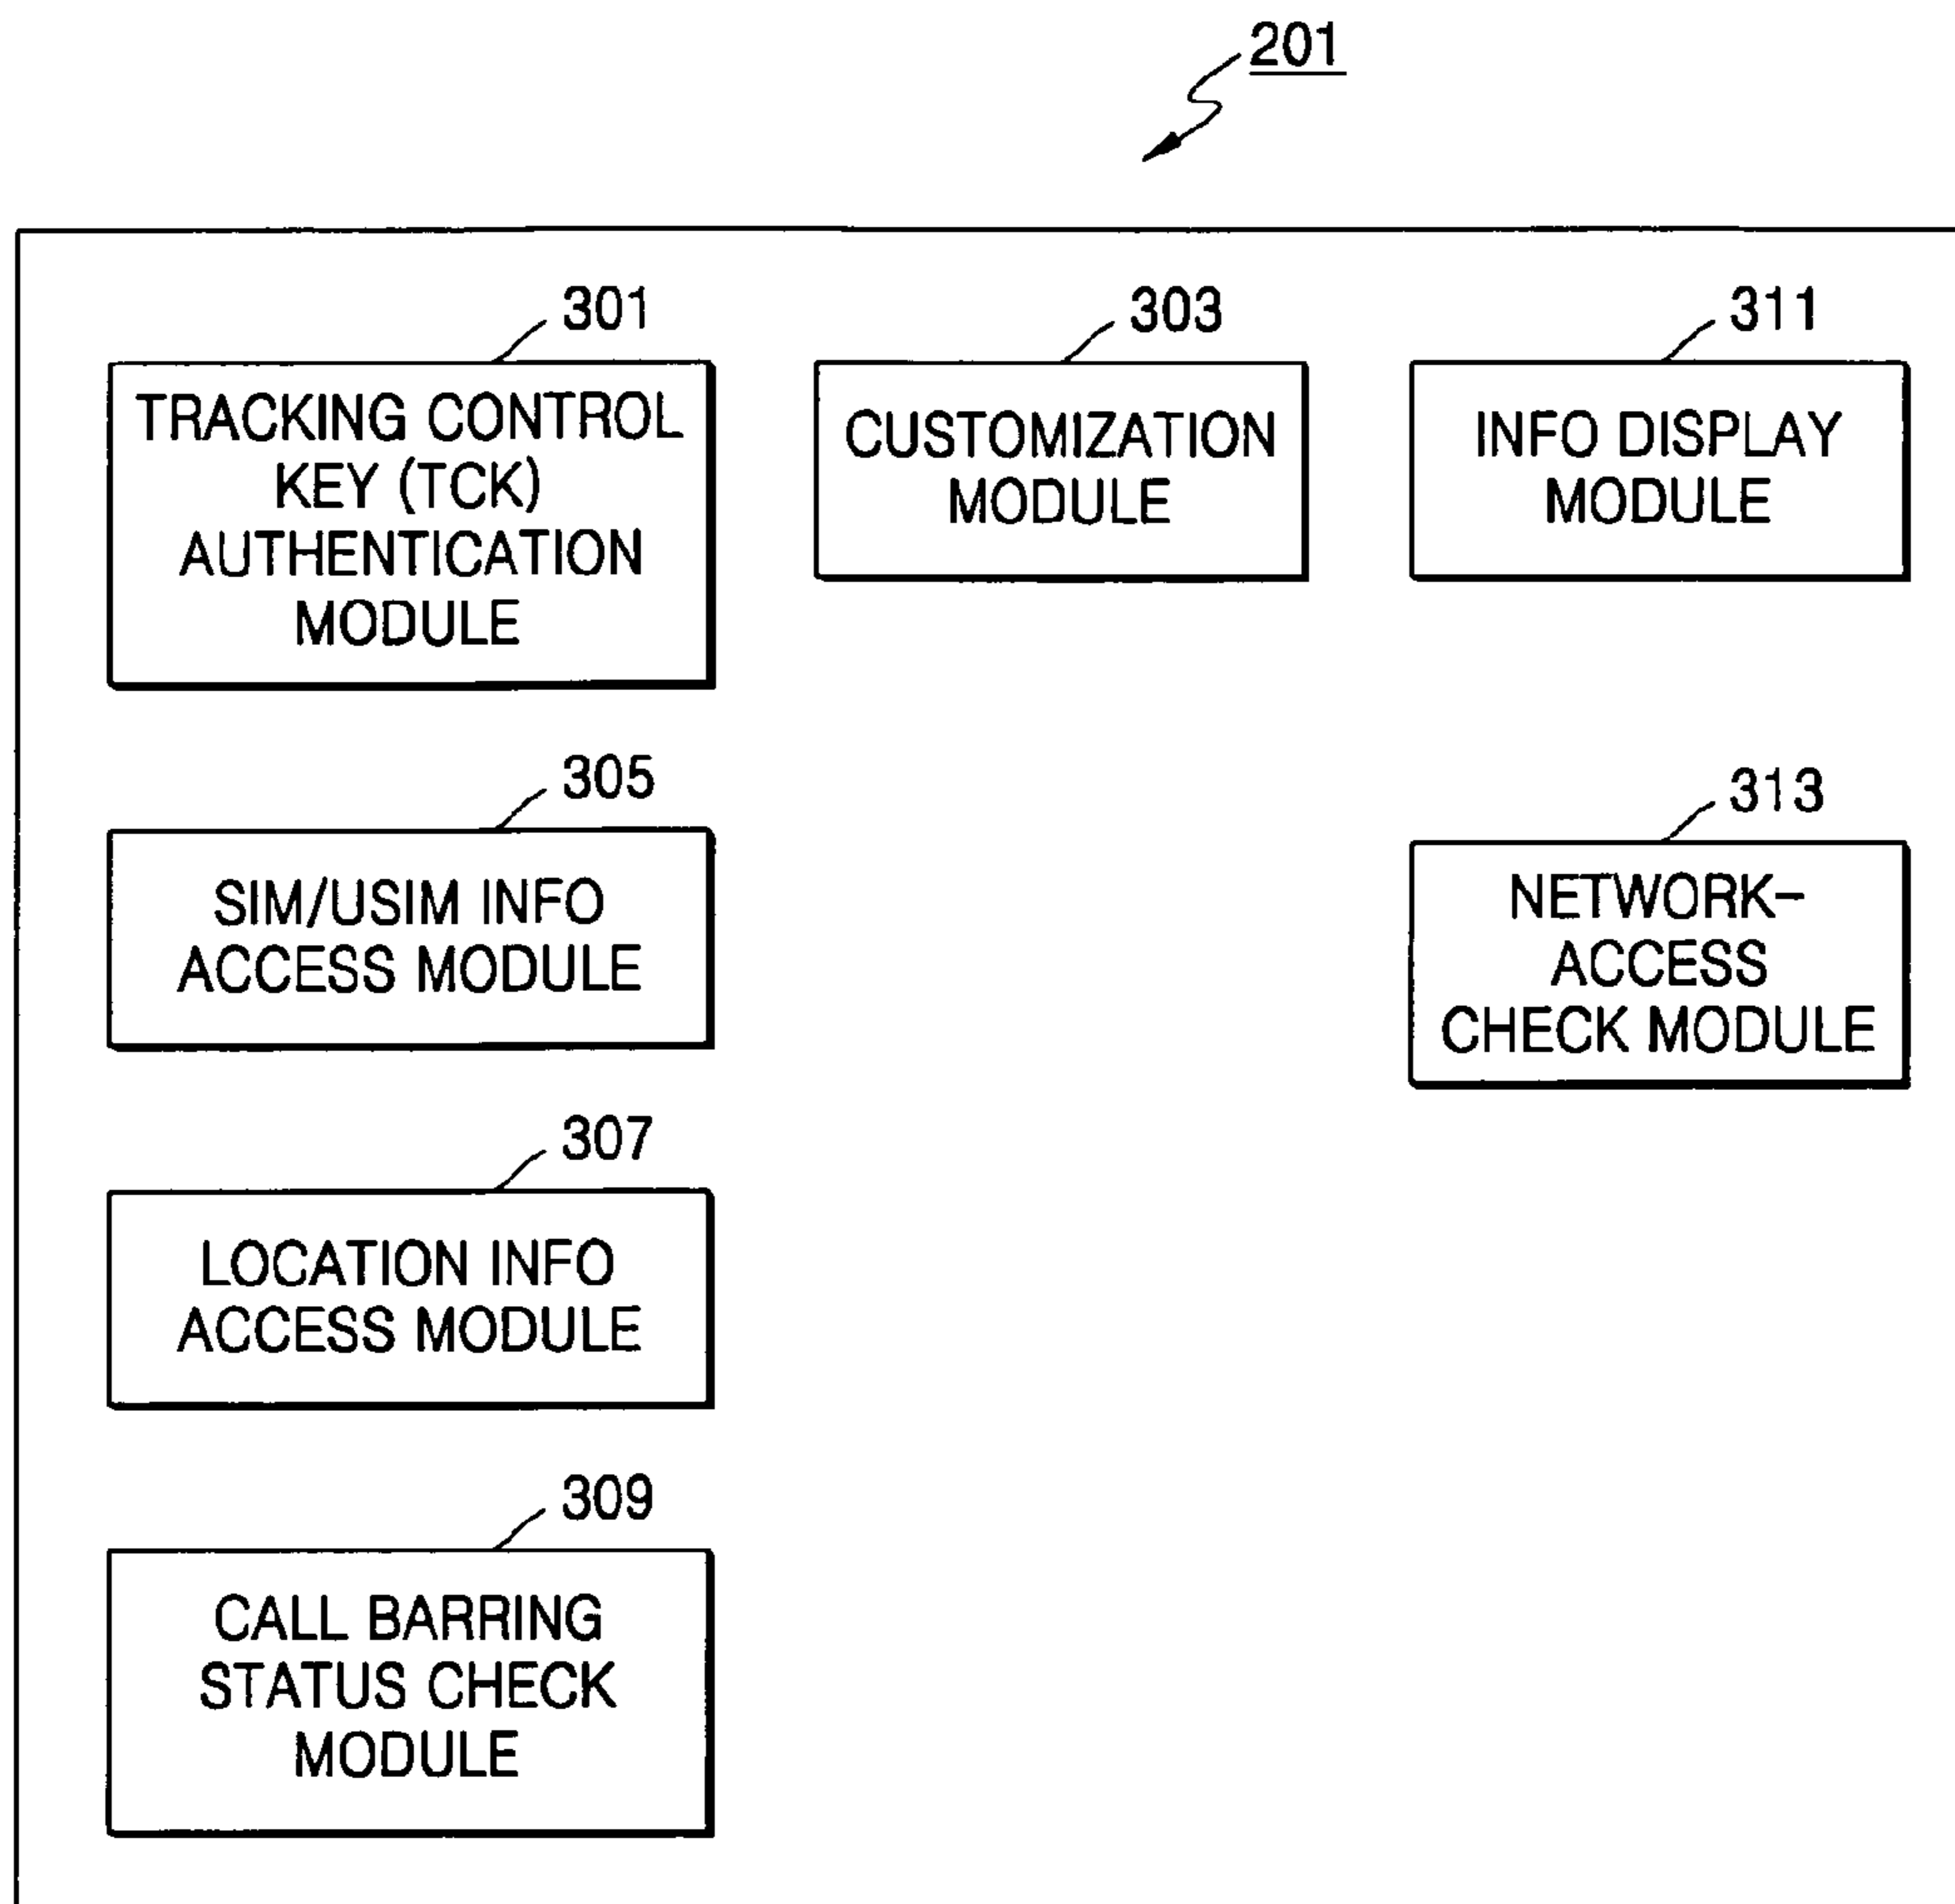 201
301
TRACKING CONTROL
KEY (TCK)
AUTHENTICATION
MODULE
303
CUSTOMIZATION
MODULE
311
INFO DISPLAY
MODULE
305
SIM/USIM INFO
ACCESS MODULE
313
NETWORK-
ACCESS
CHECK MODULE
307
LOCATION INFO
ACCESS MODULE
309
CALL BARRING
STATUS CHECK
MODULE